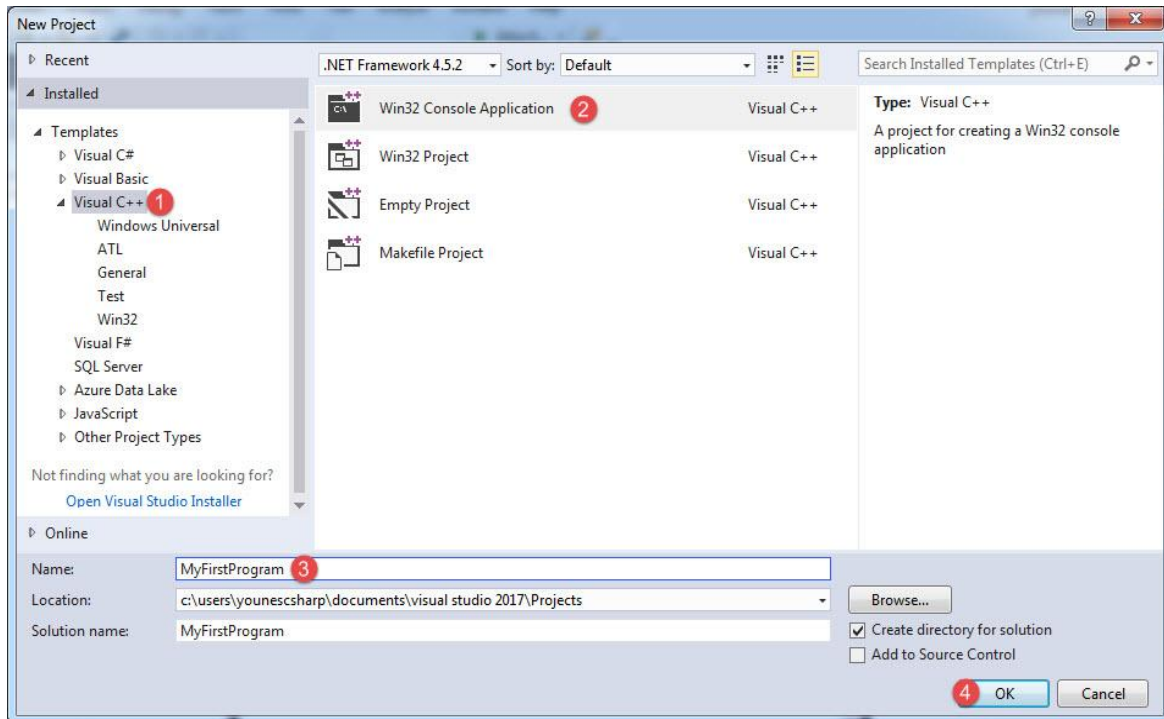 New Project
Recent
Installed
Templates
Visual C#
Visual Basic
Visual C++ 1
Windows Universal
ATL
General
Test
Win32
Visual F#
SQL Server
Azure Data Lake
JavaScript
Other Project Types
Not finding what you are looking for?
Open Visual Studio Installer
Online
.NET Framework 4.5.2 Sort by: Default
Win32 Console Application 2 Visual C++
Win32 Project Visual C++
Empty Project Visual C++
Makefile Project Visual C++
Search Installed Templates (Ctrl+E)
Type: Visual C++
A project for creating a Win32 console
application
Name: MyFirstProgram 3
Location: c:\users\younescsharp\documents\visual studio 2017\Projects Browse...
Solution name: MyFirstProgram
Create directory for solution
Add to Source Control
4 OK Cancel